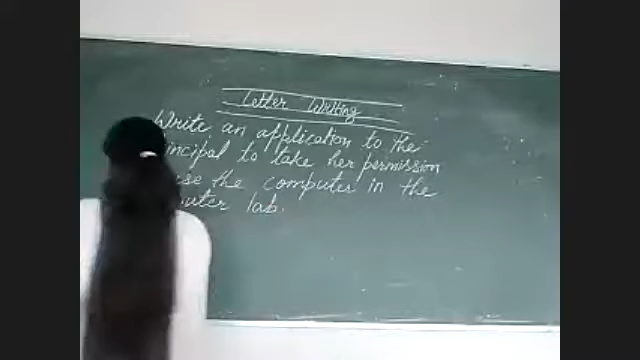 Letter Writing
Write an application to the
incipal to take her permission
se the computer in the
uter lab.